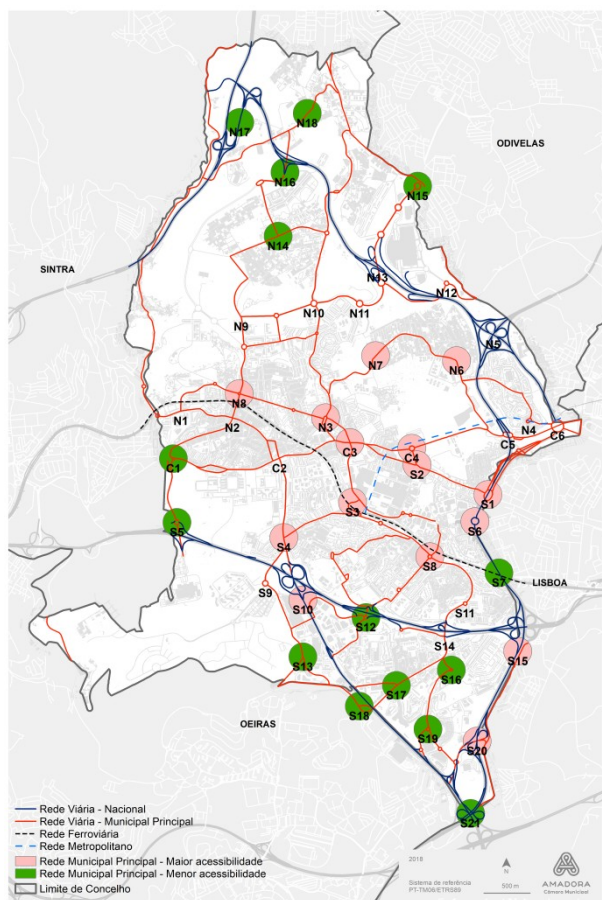 N17
N18
ODIVELAS
N16
N15
N14
SINTRA
N13
N12
N10
N11
N9
N5
N7
N6
N8
N1
N2
N3
N4
C6
C5
C3
C4
C1
C2
S2
S1
S3
S5
S6
S4
S8
S7
LISBOA
S9
S10
S11
S12
S14
S15
S13
S16
S17
S18
OEIRAS
S19
S20
S21
Rede Viária - Nacional
Rede Viária - Municipal Principal
Rede Ferroviária
Rede Metropolitano
Rede Municipal Principal - Maior acessibilidade
Rede Municipal Principal - Menor acessibilidade
Limite de Concelho
2018
N
Sistema de referência
PT-TM06/ETRS89
500 m
AMADORA
Câmara Municipal